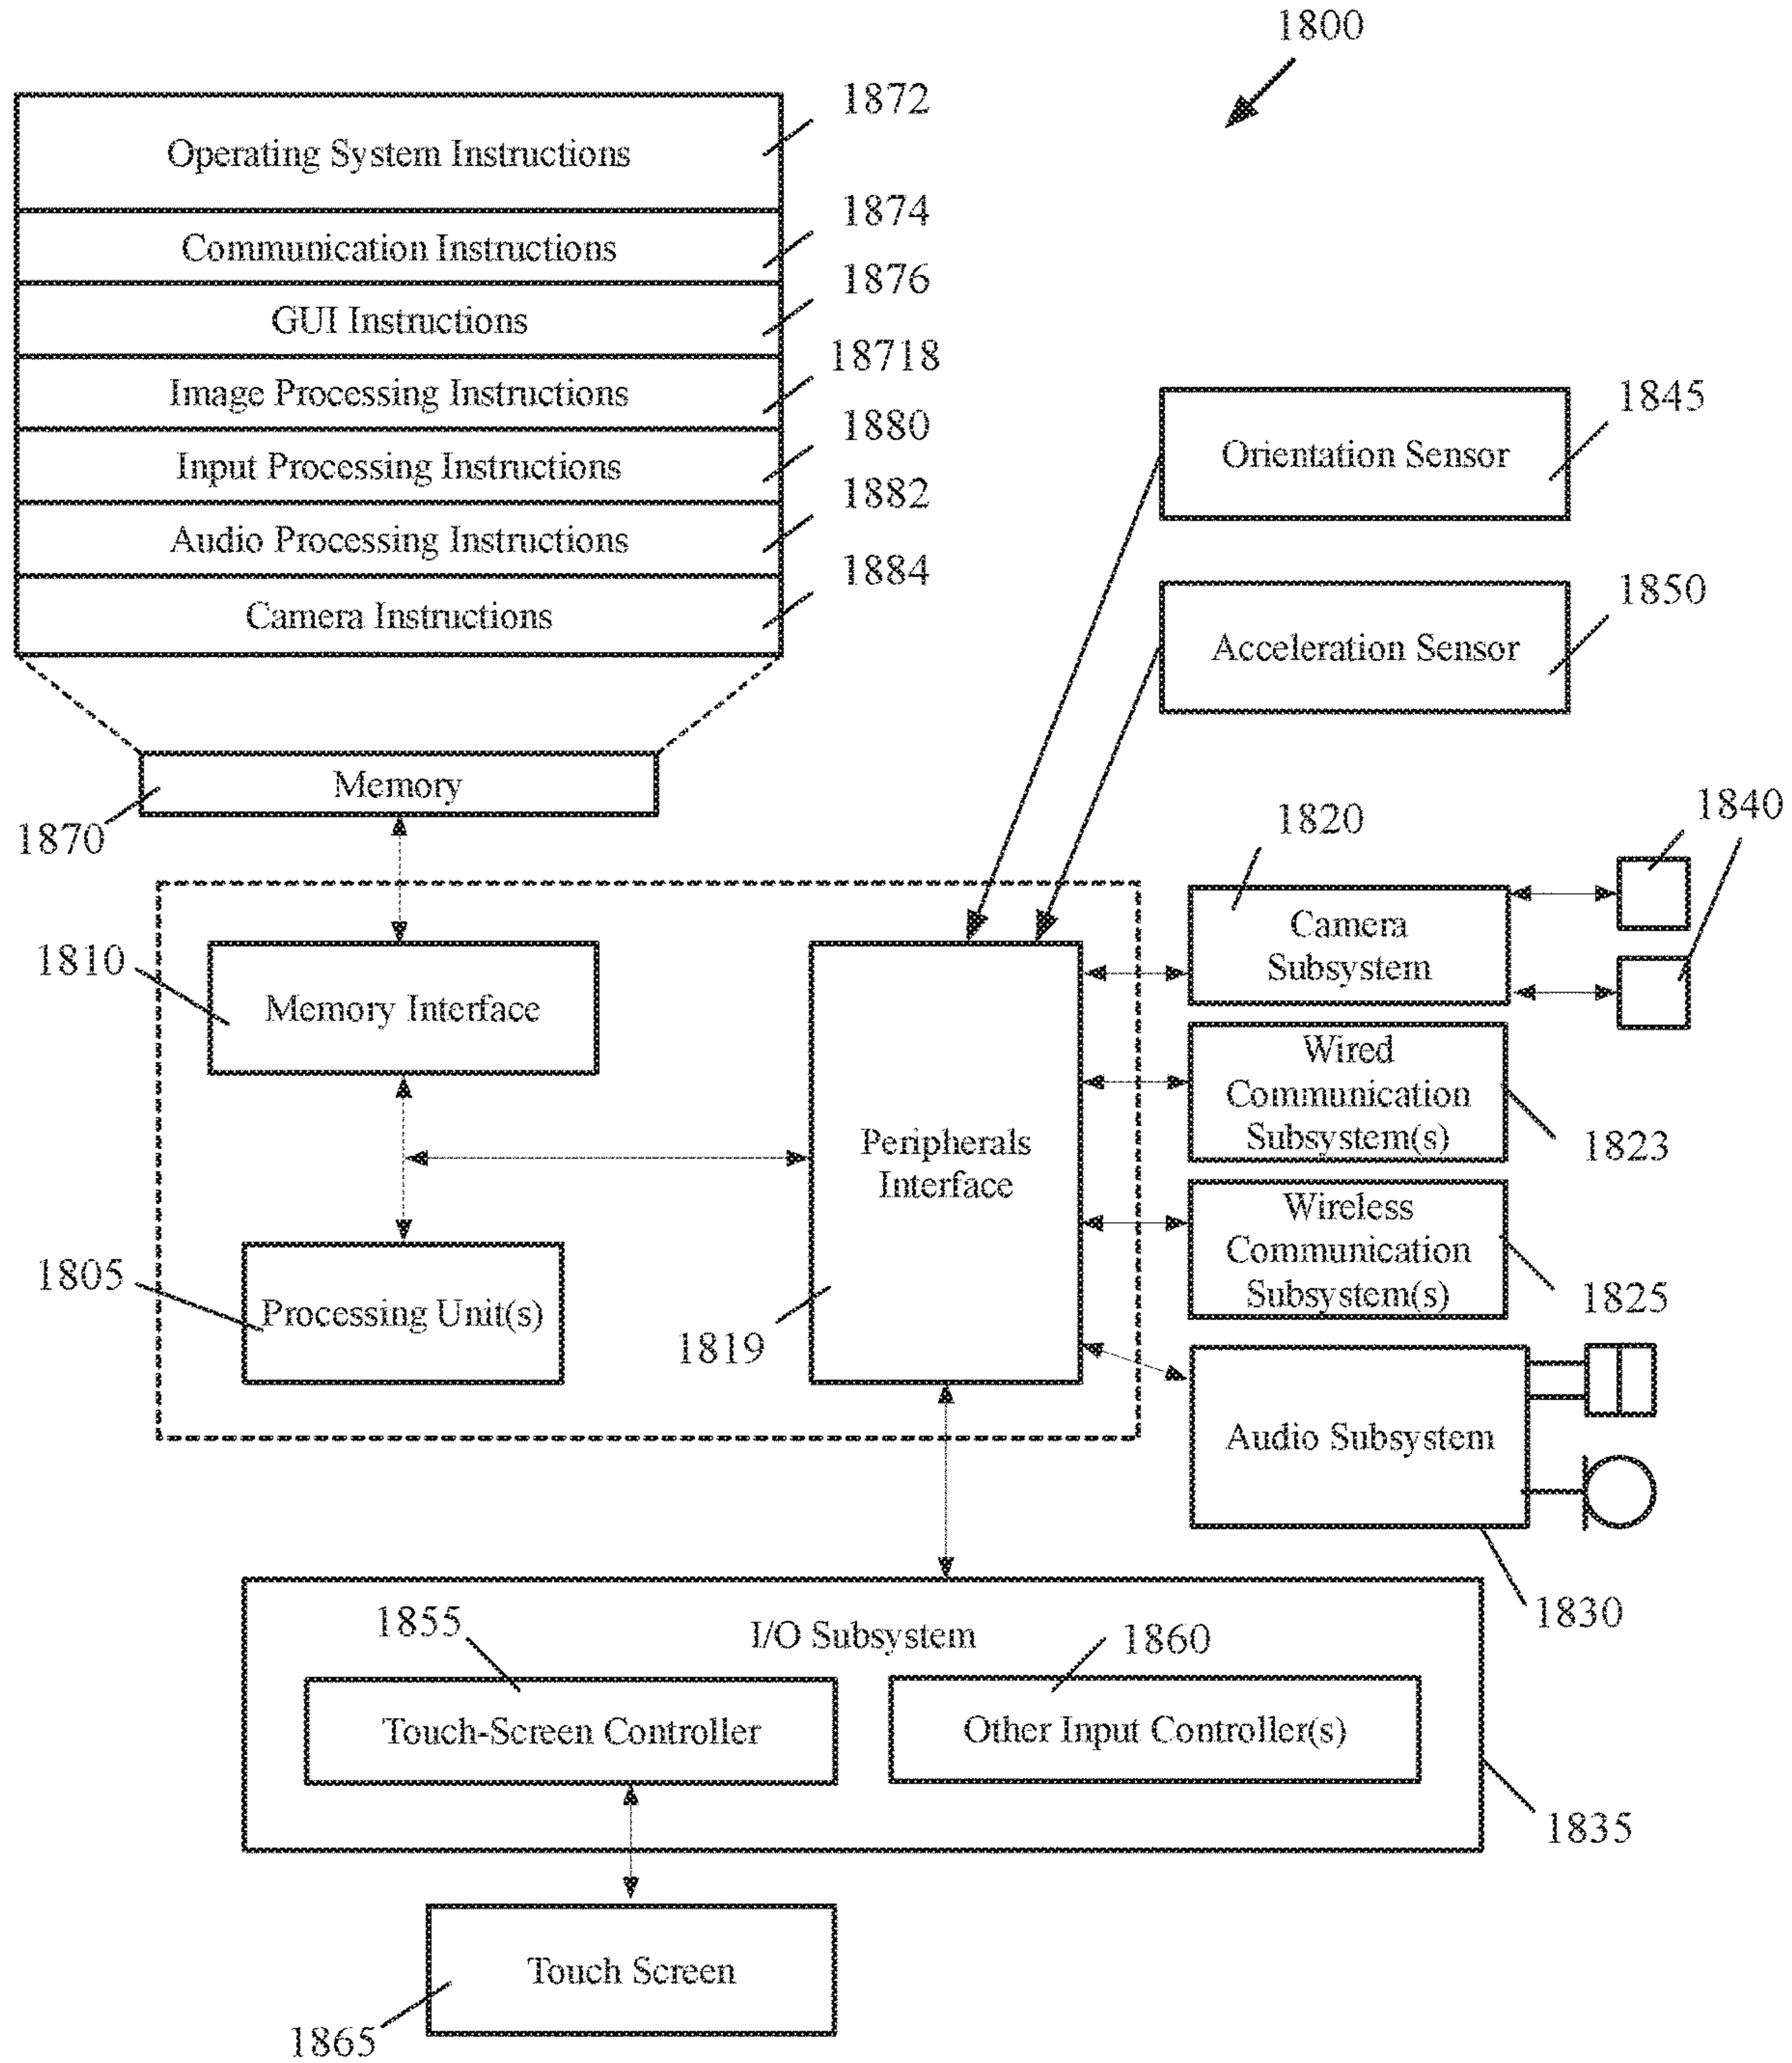 1800
1872
Operating System Instructions
1874
Communication Instructions
1876
GUI Instructions
18718
Image Processing Instructions
1880
Input Processing Instructions
1882
Audio Processing Instructions
1884
Camera Instructions
1845
Orientation Sensor
1850
Acceleration Sensor
Memory
1870
1820
1840
Camera
Subsystem
1810
Memory Interface
Wired
Communication
Subsystem(s)
1823
Peripherals
Interface
Wireless
Communication
Subsystem(s)
1825
1805
Processing Unit(s)
1819
Audio Subsystem
1830
I/O Subsystem
1855
Touch-Screen Controller
1860
Other Input Controller(s)
1835
Touch Screen
1865